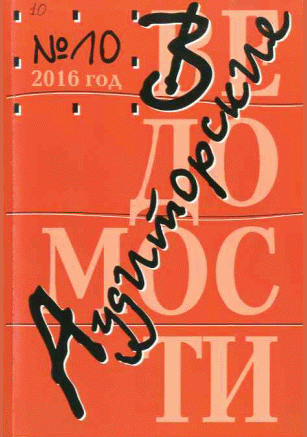 10
№10
2016 год
Аудиторские
ВЕ
ДО
МОС
ТИ